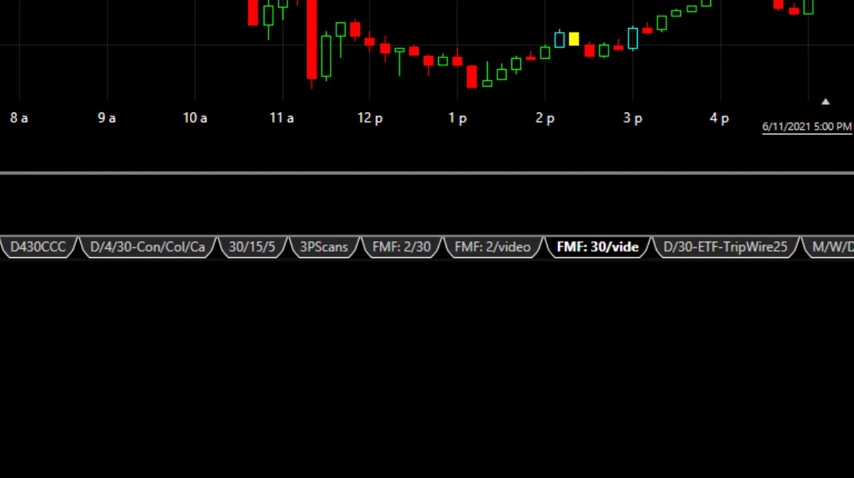 8 a 9 a 10 a 11 a 12 p 1 p 2 p 3 p 4 p
6/11/2021 5:00 PM
D430CCC D/4/30-Con/Col/Ca 30/15/5 3PScans FMF: 2/30 FMF: 2/video FMF: 30/vide D/30-ETF-TripWire25 M/W/D